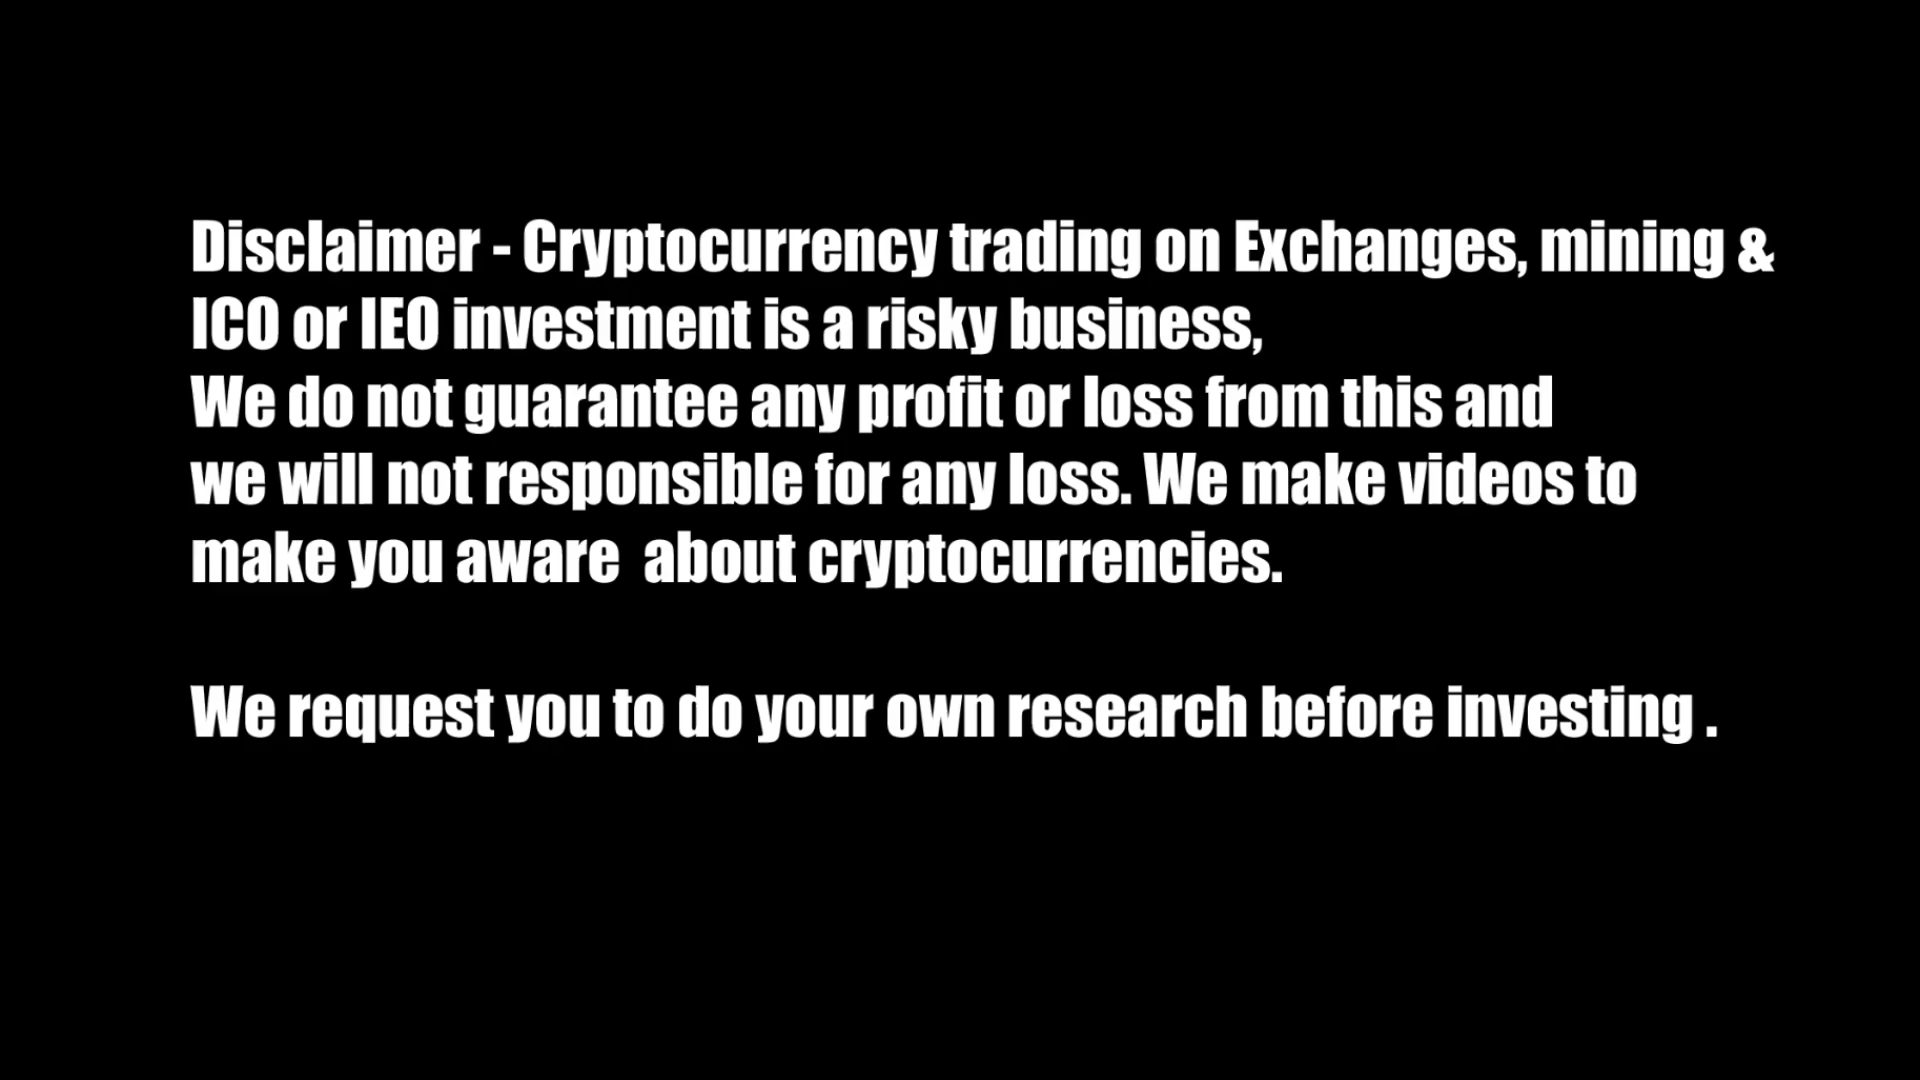 Disclaimer - Cryptocurrency trading on Exchanges, mining &
ICO or IEO investment is a risky business,
We do not guarantee any profit or loss from this and
we will not responsible for any loss. We make videos to
make you aware  about cryptocurrencies.
We request you to do your own research before investing .